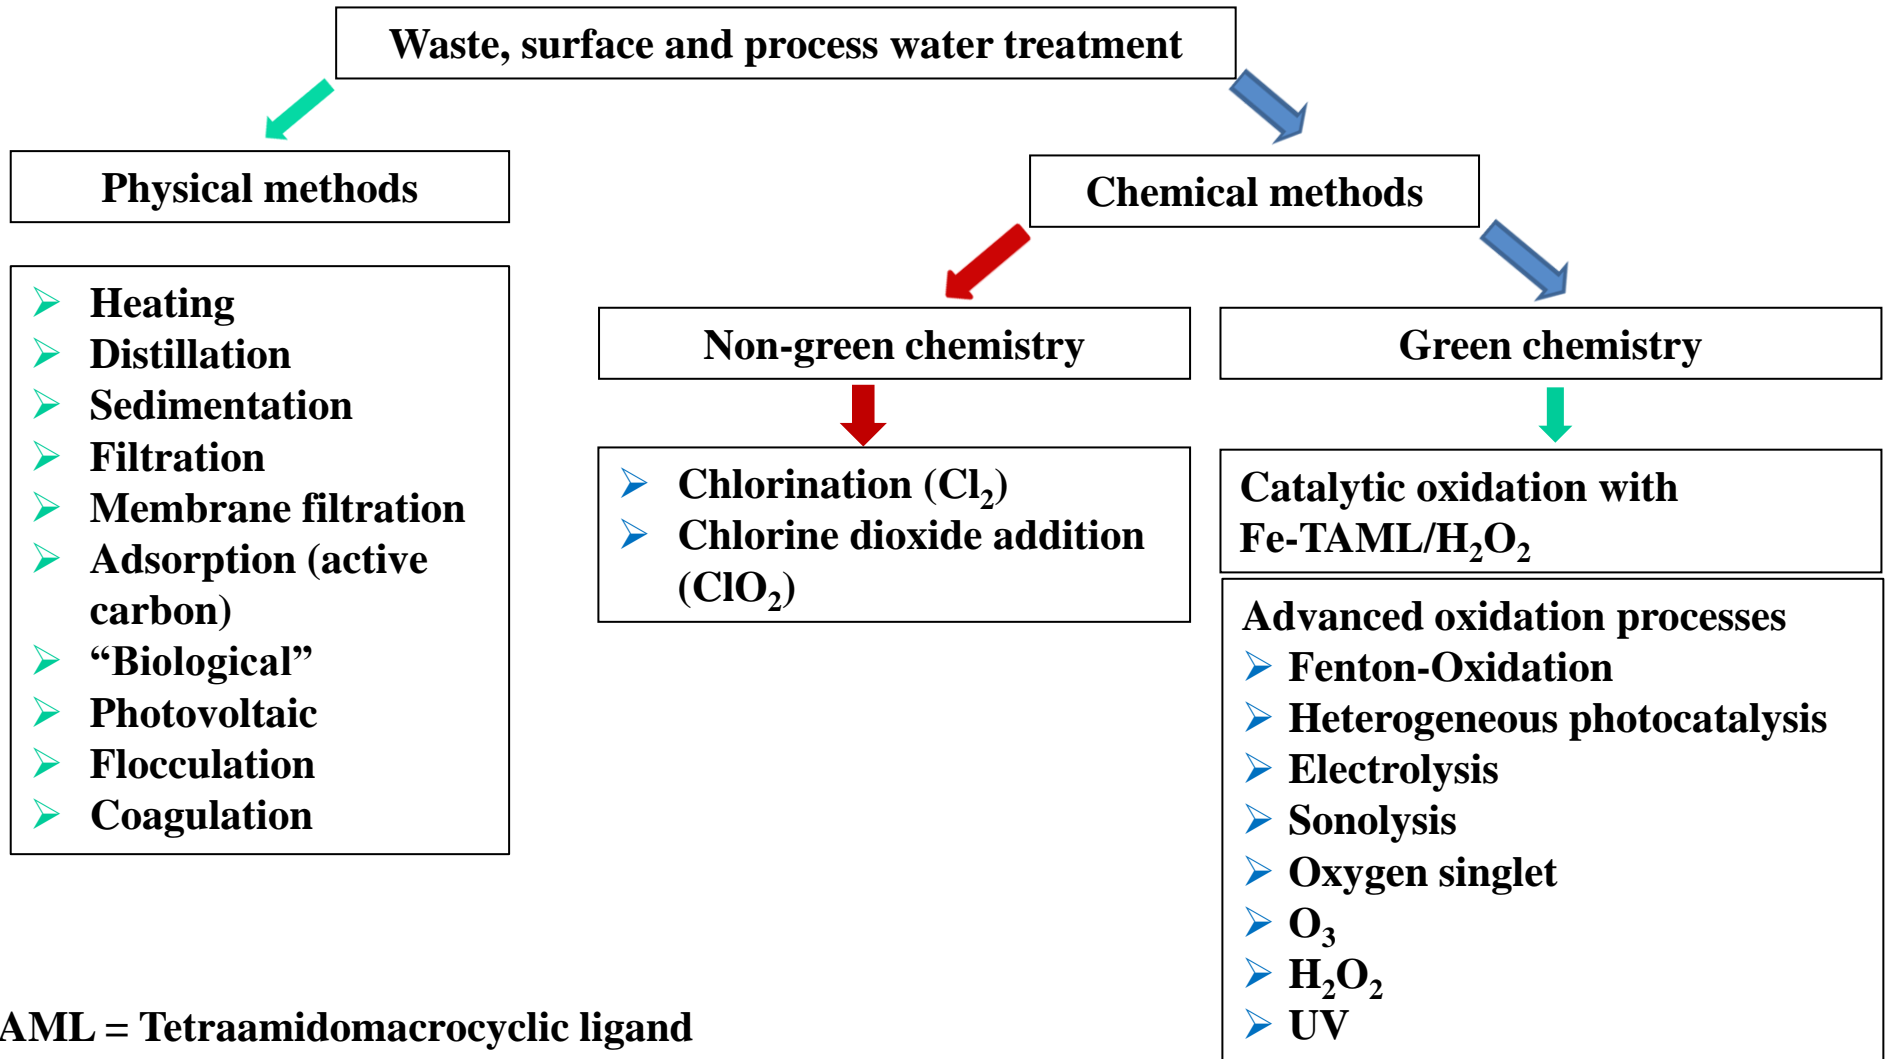 Waste, surface and process water treatment
Physical methods
Heating
Distillation
Sedimentation
Filtration
Membrane filtration
Adsorption (active
carbon)
“Biological”
Photovoltaic
Flocculation
Coagulation
Chemical methods
Non-green chemistry
Chlorination (Cl₂)
Chlorine dioxide addition
(ClO₂)
Green chemistry
Catalytic oxidation with
Fe-TAML/H₂O₂
Advanced oxidation processes
Fenton-Oxidation
Heterogeneous photocatalysis
Electrolysis
Sonolysis
Oxygen singlet
O₃
H₂O₂
UV
AML = Tetraamidomacrocyclic ligand